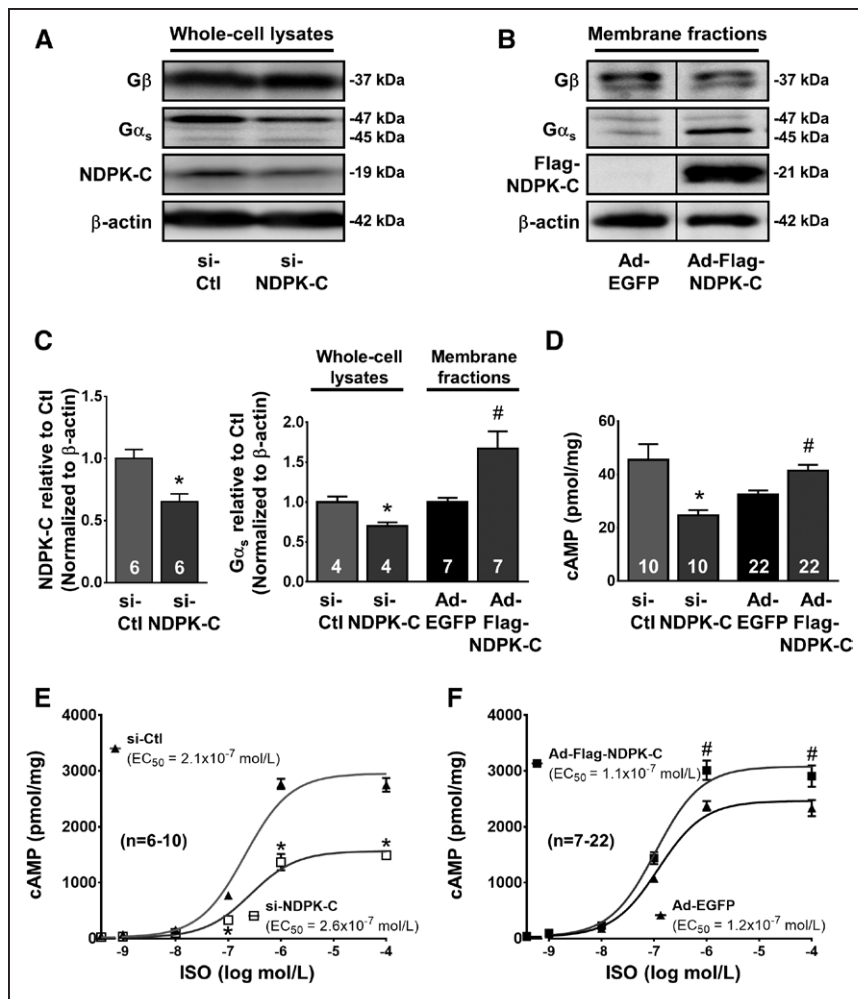 A
Whole-cell lysates
Gβ
-37 kDa
Gαs
-47 kDa
-45 kDa
NDPK-C
-19 kDa
β-actin
-42 kDa
si-
Ctl
si-
NDPK-C
B
Membrane fractions
Gβ
-37 kDa
Gαs
-47 kDa
-45 kDa
Flag-
NDPK-C
-21 kDa
β-actin
-42 kDa
Ad-
EGFP
Ad-Flag-
NDPK-C
C
NDPK-C relative to Ctl
(Normalized to β-actin)
1.5
1.0
0.5
0.0
*
6 6
si-
Ctl
si-
NDPK-C
Whole-cell
lysates
Membrane
fractions
Gαs relative to Ctl
(Normalized to β-actin)
2.0
1.5
1.0
0.5
0.0
*
#
4 4 7 7
si-
Ctl
si-
NDPK-C
Ad-
EGFP
Ad-
Flag-
NDPK-C
D
cAMP (pmol/mg)
60
40
20
0
*
#
10 10 22 22
si-
Ctl
si-
NDPK-C
Ad-
EGFP
Ad-
Flag-
NDPK-C
E
cAMP (pmol/mg)
4000
3000
2000
1000
0
si-Ctl
(EC50 = 2.1x10-7 mol/L)
(n=6-10)
*
*
*
si-NDPK-C
(EC50 = 2.6x10-7 mol/L)
-9 -8 -7 -6 -5 -4
ISO (log mol/L)
F
cAMP (pmol/mg)
4000
3000
2000
1000
0
Ad-Flag-NDPK-C
(EC50 = 1.1x10-7 mol/L)
# #
(n=7-22)
Ad-EGFP
(EC50 = 1.2x10-7 mol/L)
-9 -8 -7 -6 -5 -4
ISO (log mol/L)